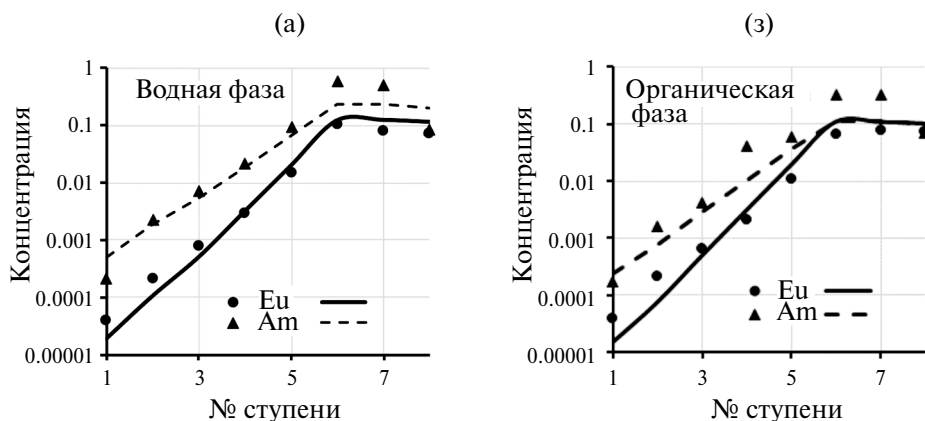 (а)
Концентрация
1
0.1
0.01
0.001
0.0001
0.00001
Водная фаза
Eu
Am
1
3
5
7
№ ступени
(з)
Концентрация
1
0.1
0.01
0.001
0.0001
0.00001
Органическая
фаза
Eu
Am
1
3
5
7
№ ступени